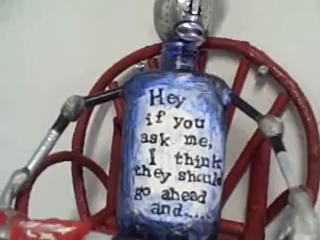 Hey
if you
ask me,
I think
they should
go ahead
and....